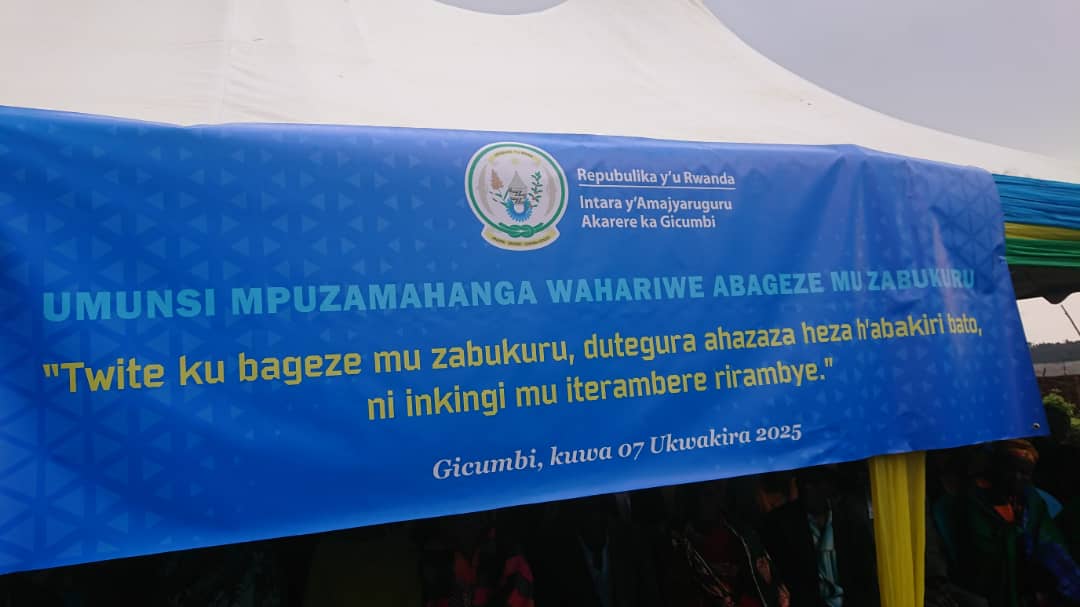 Repubulika y'u Rwanda
Intara y'Amajyaruguru
Akarere ka Gicumbi
UMUNSI MPUZAMAHANGA WAHARIWE ABAGEZE MU ZABUKURU
"Twite ku bageze mu zabukuru, dutegura ahazaza heza h'abakiri bato,
ni inkingi mu iterambere rirambye."
Gicumbi, kuwa 07 Ukwakira 2025